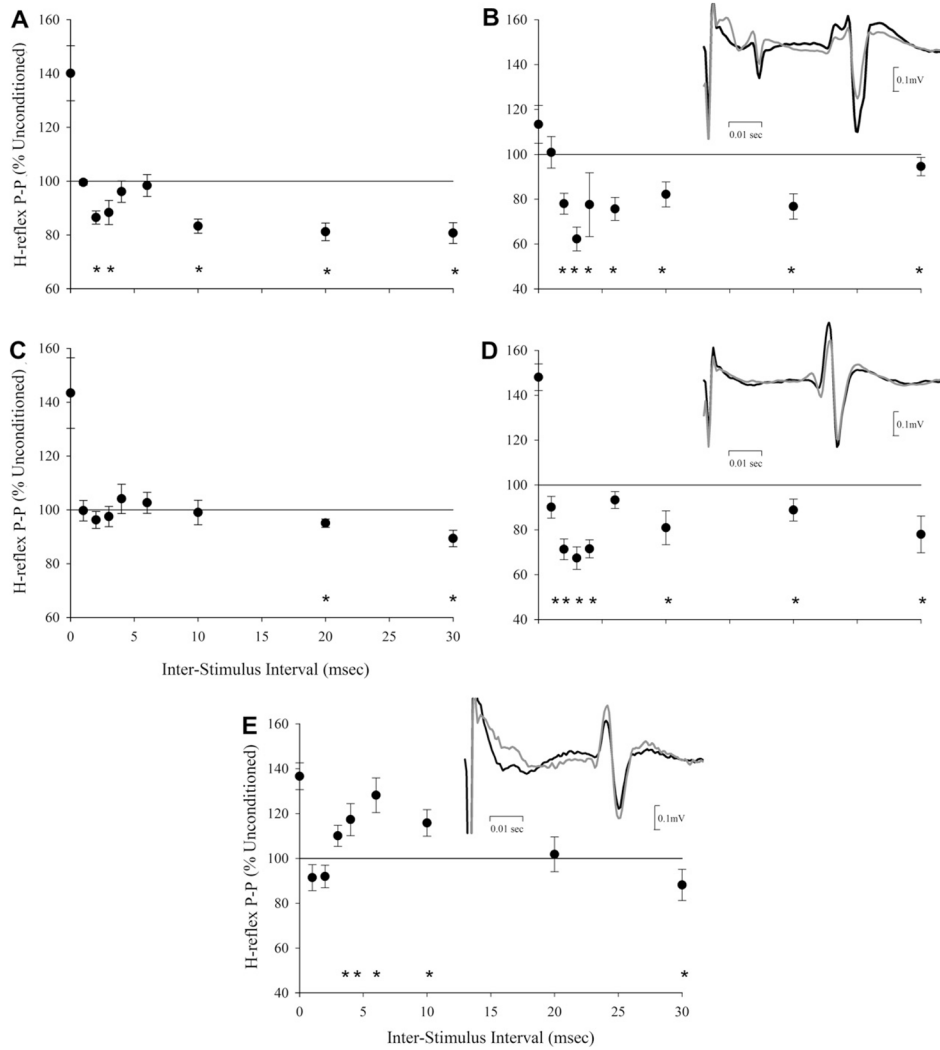 A
H-reflex P-P (% Unconditioned)
160
140
120
100
80
60
* * * * *
B
160
140
120
100
80
60
40
0.1mV
0.01 sec
* * * * * * *
C
H-reflex P-P (% Unconditioned)
160
140
120
100
80
60
* *
0 5 10 15 20 25 30
Inter-Stimulus Interval (msec)
D
160
140
120
100
80
60
40
0.1mV
0.01 sec
* * * * * * *
E
H-reflex P-P (% Unconditioned)
160
140
120
100
80
60
40
0.01 sec
0.1mV
* * * * *
0 5 10 15 20 25 30
Inter-Stimulus Interval (msec)